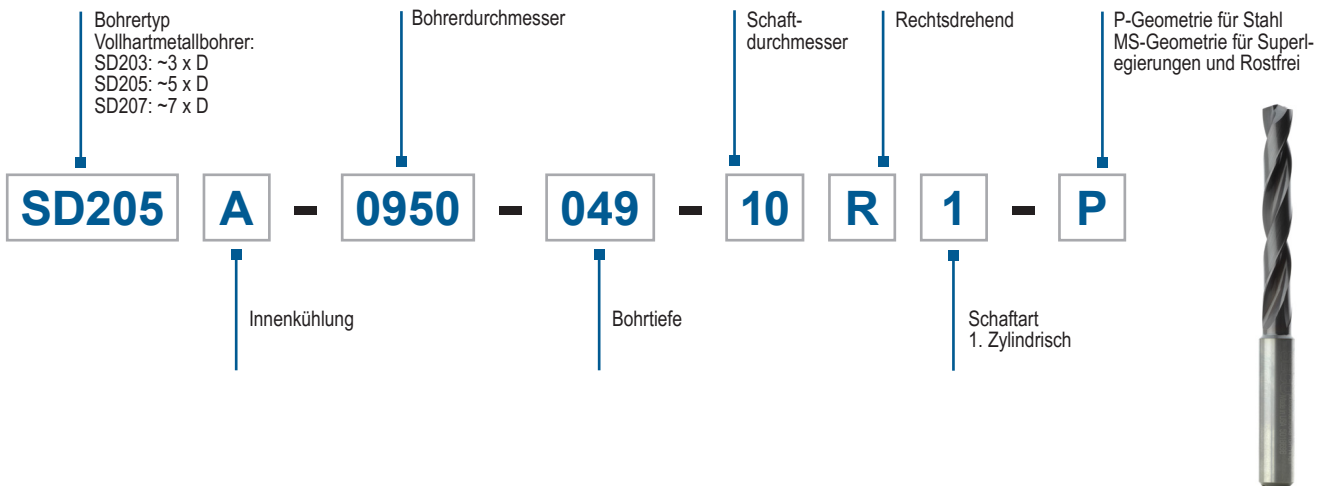 Bohrertyp
Vollhartmetallbohrer:
SD203: ~3 x D
SD205: ~5 x D
SD207: ~7 x D
Bohrerdurchmesser
Schaft-
durchmesser
Rechtsdrehend
P-Geometrie für Stahl
MS-Geometrie für Superl-
egierungen und Rostfrei
SD205 A - 0950 - 049 - 10 R 1 - P
Innenkühlung
Bohrtiefe
Schaftart
1. Zylindrisch